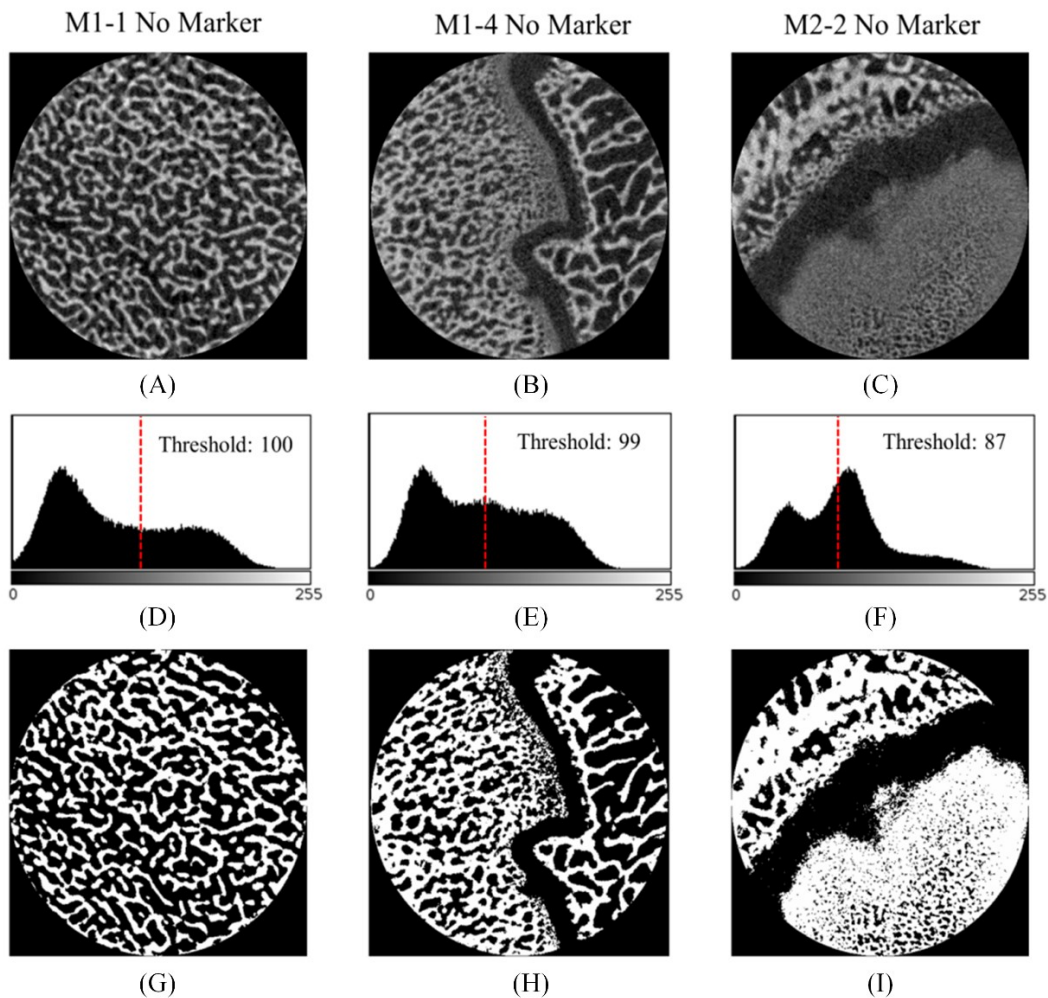 M1-1 No Marker M1-4 No Marker M2-2 No Marker
(A) (B) (C)
Threshold: 100 Threshold: 99 Threshold: 87
0 255 0 255 0 255
(D) (E) (F)
(G) (H) (I)